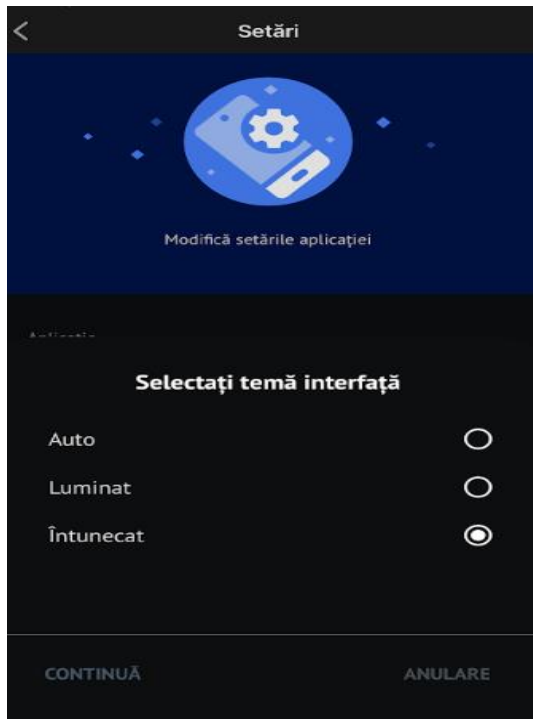 Setări
Modifică setările aplicației
Selectați temă interfață
Auto
Luminat
Întunecat
CONTINUĂ
ANULARE